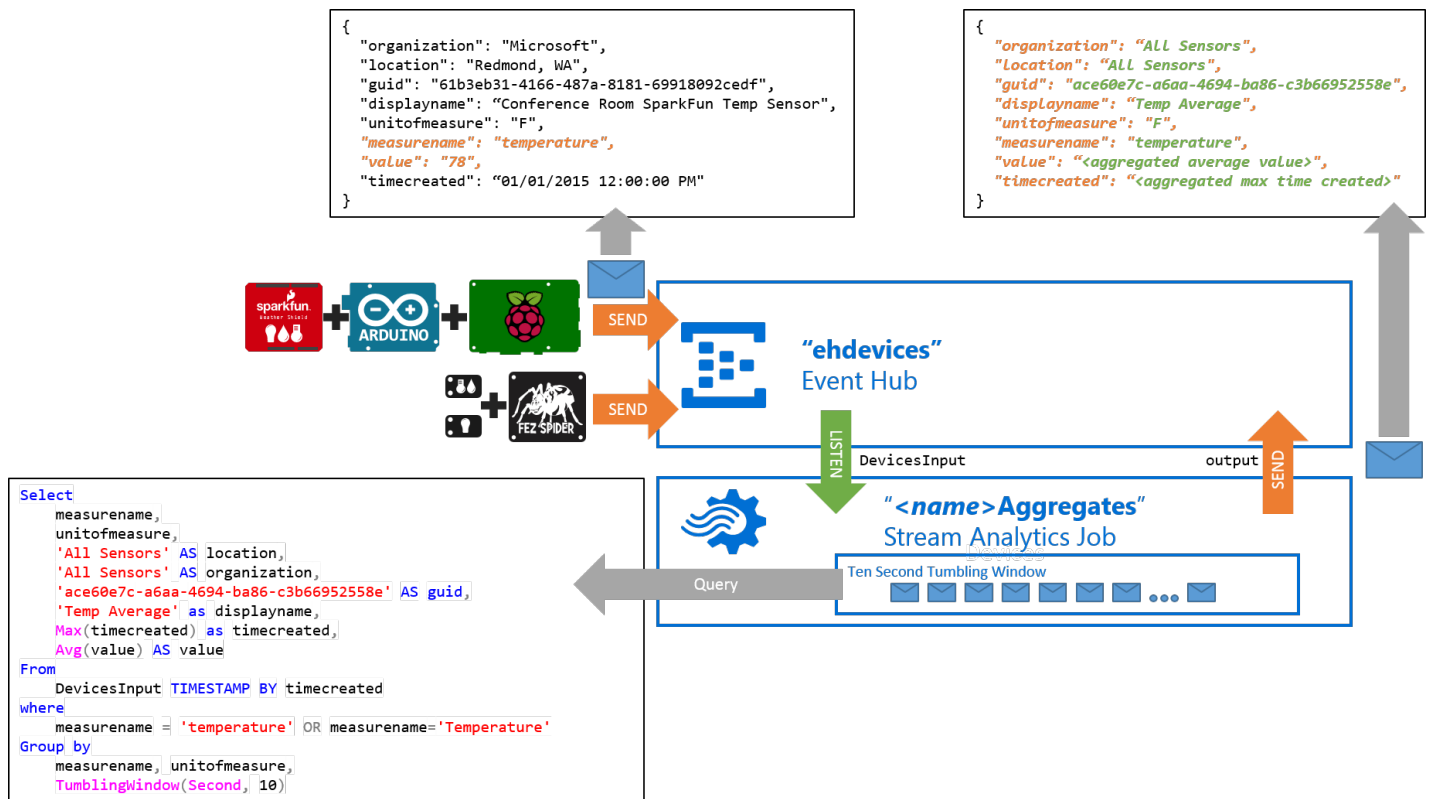 {
"organization": "Microsoft",
"location": "Redmond, WA",
"guid": "61b3eb31-4166-487a-8181-69918092cedf",
"displayname": “Conference Room SparkFun Temp Sensor",
"unitofmeasure": "F",
"measurename": "temperature",
"value": "78",
"timecreated": “01/01/2015 12:00:00 PM"
}
{
"organization": “All Sensors",
"location": “All Sensors",
"guid": "ace60e7c-a6aa-4694-ba86-c3b66952558e",
"displayname": “Temp Average",
"unitofmeasure": "F",
"measurename": "temperature",
"value": “<aggregated average value>",
"timecreated": “<aggregated max time created>"
}
sparkfun
Weather Shield
ARDUINO
SEND
FEZ SPIDER
SEND
“ehdevices”
Event Hub
LISTEN
DevicesInput
output
SEND
“<name>Aggregates”
Stream Analytics Job
Devices
Ten Second Tumbling Window
Query
Select
measurename,
unitofmeasure,
'All Sensors' AS location,
'All Sensors' AS organization,
'ace60e7c-a6aa-4694-ba86-c3b66952558e' AS guid,
'Temp Average' as displayname,
Max(timecreated) as timecreated,
Avg(value) AS value
From
DevicesInput TIMESTAMP BY timecreated
where
measurename = 'temperature' OR measurename='Temperature'
Group by
measurename, unitofmeasure,
TumblingWindow(Second, 10)